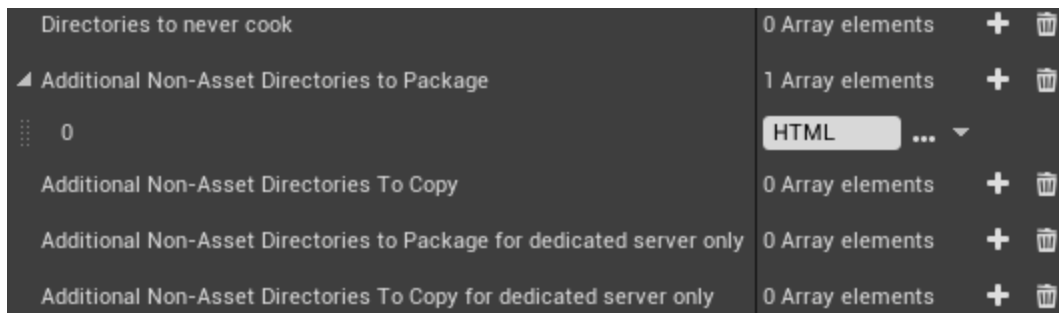 Directories to never cook 0 Array elements
Additional Non-Asset Directories to Package 1 Array elements
0 HTML ...
Additional Non-Asset Directories To Copy 0 Array elements
Additional Non-Asset Directories to Package for dedicated server only 0 Array elements
Additional Non-Asset Directories To Copy for dedicated server only 0 Array elements